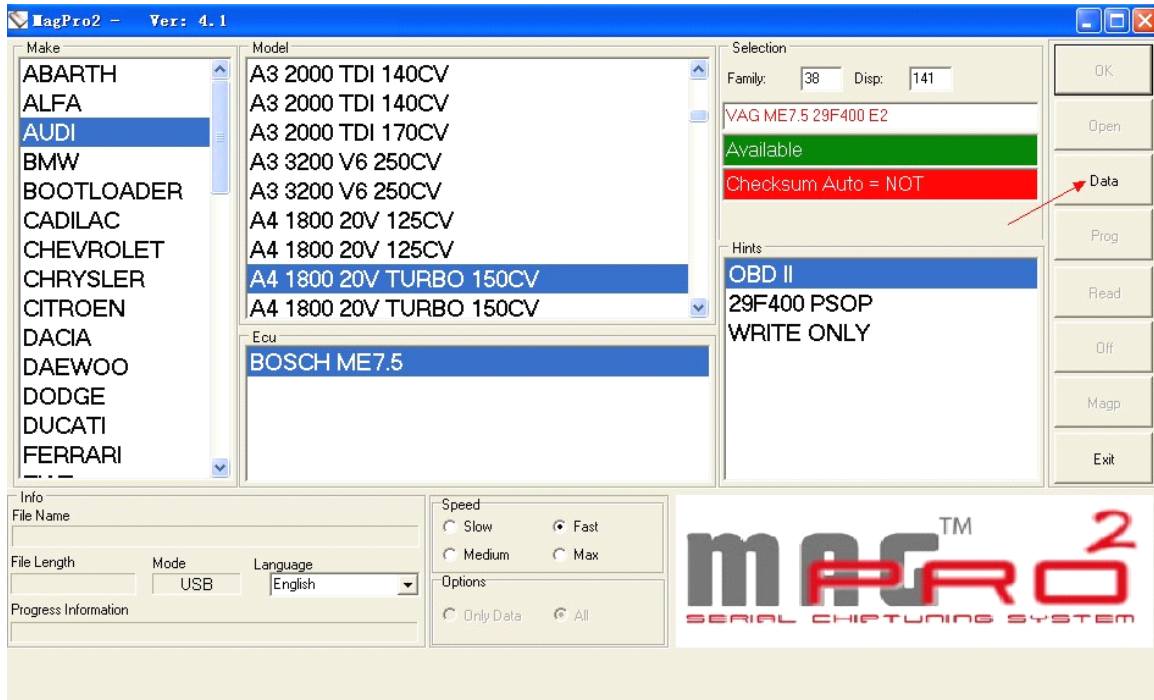 MagPro2 - Ver: 4.1
Make
ABARTH
ALFA
AUDI
BMW
BOOTLOADER
CADILAC
CHEVROLET
CHRYSLER
CITROEN
DACIA
DAEWOO
DODGE
DUCATI
FERRARI
Model
A3 2000 TDI 140CV
A3 2000 TDI 140CV
A3 2000 TDI 170CV
A3 3200 V6 250CV
A3 3200 V6 250CV
A4 1800 20V 125CV
A4 1800 20V 125CV
A4 1800 20V TURBO 150CV
A4 1800 20V TURBO 150CV
Ecu
BOSCH ME7.5
Selection
Family: 38 Disp: 141
VAG ME7.5 29F400 E2
Available
Checksum Auto = NOT
Hints
OBD II
29F400 PSOP
WRITE ONLY
OK
Open
Data
Prog
Read
Off
Magp
Exit
Info
File Name
File Length Mode Language
USB English
Progress Information
Speed
Slow Fast
Medium Max
Options
Only Data All
MAG PRO 2 TM
SERIAL CHIPTUNING SYSTEM